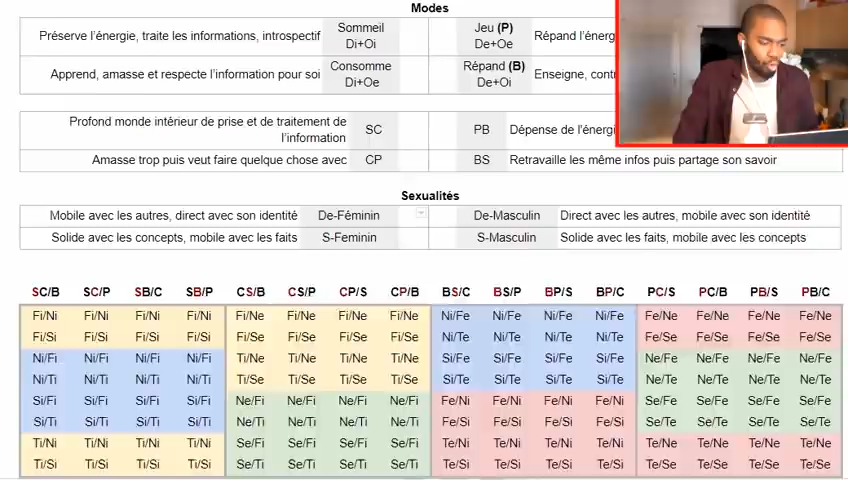 Modes
Préserve l'énergie, traite les informations, introspectif Sommeil Di+Oi Jeu (P) De+Oe Répand l'énerg
Apprend, amasse et respecte l'information pour soi Consomme Di+Oe Répand (B) De+Oi Enseigne, cont
Profond monde intérieur de prise et de traitement de l'information SC PB Dépense de l'énergi
Amasse trop puis veut faire quelque chose avec CP BS Retravaille les même infos puis partage son savoir
Sexualités
Mobile avec les autres, direct avec son identité De-Féminin De-Masculin Direct avec les autres, mobile avec son identité
Solide avec les concepts, mobile avec les faits S-Feminin S-Masculin Solide avec les faits, mobile avec les concepts
SC/B SC/P SB/C SB/P CS/B CS/P CP/S CP/B BS/C BS/P BP/S BP/C PC/S PC/B PB/S PB/C
Fi/Ni Fi/Ni Fi/Ni Fi/Ni Fi/Ne Fi/Ne Fi/Ne Fi/Ne Ni/Fe Ni/Fe Ni/Fe Ni/Fe Fe/Ne Fe/Ne Fe/Ne Fe/Ne
Fi/Si Fi/Si Fi/Si Fi/Si Fi/Se Fi/Se Fi/Se Fi/Se Ni/Te Ni/Te Ni/Te Ni/Te Fe/Se Fe/Se Fe/Se Fe/Se
Ni/Fi Ni/Fi Ni/Fi Ni/Fi Ti/Ne Ti/Ne Ti/Ne Ti/Ne Si/Fe Si/Fe Si/Fe Si/Fe Ne/Fe Ne/Fe Ne/Fe Ne/Fe
Ni/Ti Ni/Ti Ni/Ti Ni/Ti Ti/Se Ti/Se Ti/Se Ti/Se Si/Te Si/Te Si/Te Si/Te Ne/Te Ne/Te Ne/Te Ne/Te
Si/Fi Si/Fi Si/Fi Si/Fi Ne/Fi Ne/Fi Ne/Fi Ne/Fi Fe/Ni Fe/Ni Fe/Ni Fe/Ni Se/Fe Se/Fe Se/Fe Se/Fe
Si/Ti Si/Ti Si/Ti Si/Ti Ne/Ti Ne/Ti Ne/Ti Ne/Ti Fe/Si Fe/Si Fe/Si Fe/Si Se/Te Se/Te Se/Te Se/Te
Ti/Ni Ti/Ni Ti/Ni Ti/Ni Se/Fi Se/Fi Se/Fi Se/Fi Te/Ni Te/Ni Te/Ni Te/Ni Te/Ne Te/Ne Te/Ne Te/Ne
Ti/Si Ti/Si Ti/Si Ti/Si Se/Ti Se/Ti Se/Ti Se/Ti Te/Si Te/Si Te/Si Te/Si Te/Se Te/Se Te/Se Te/Se